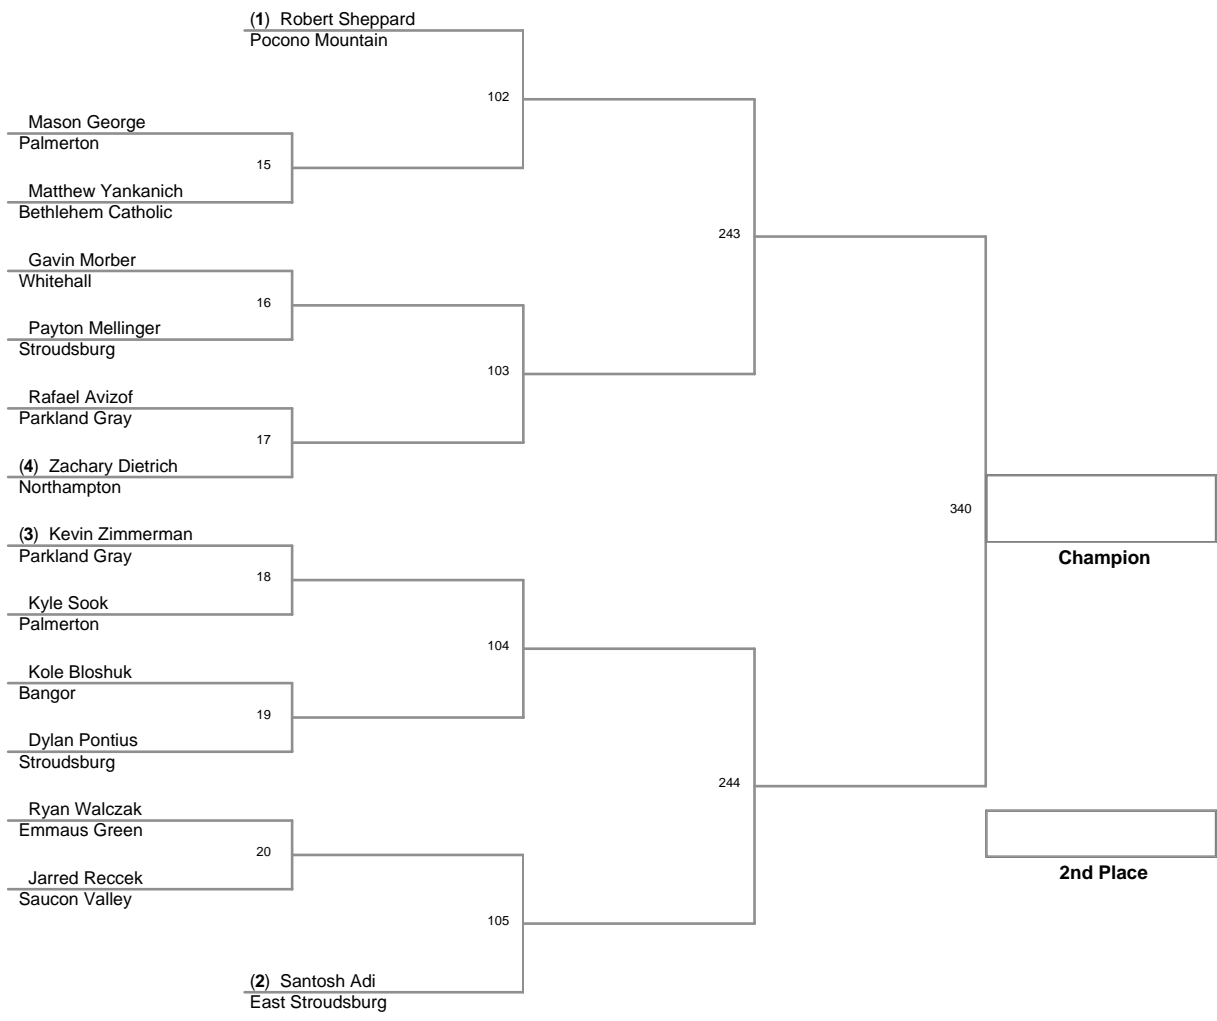 (1) Robert Sheppard
Pocono Mountain
102
Mason George
Palmerton
15
Matthew Yankanich
Bethlehem Catholic
243
Gavin Morber
Whitehall
16
Payton Mellinger
Stroudsburg
103
Rafael Avizof
Parkland Gray
17
(4) Zachary Dietrich
Northampton
340
Champion
(3) Kevin Zimmerman
Parkland Gray
18
Kyle Sook
Palmerton
104
Kole Bloshuk
Bangor
19
Dylan Pontius
Stroudsburg
244
Ryan Walczak
Emmaus Green
20
Jarred Reccek
Saucon Valley
2nd Place
105
(2) Santosh Adi
East Stroudsburg